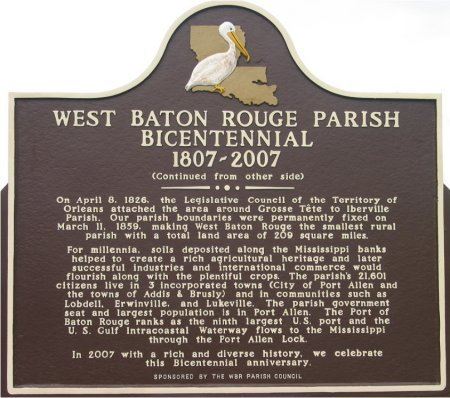 WEST BATON ROUGE PARISH
BICENTENNIAL
1807-2007
(Continued from other side)
On April 8, 1826, the Legislative Council of the Territory of
Orleans attached the area around Grosse Tête to Iberville
Parish. Our parish boundaries were permanently fixed on
March 11, 1859, making West Baton Rouge the smallest rural
parish with a total land area of 209 square miles.
For millennia, soils deposited along the Mississippi banks
helped to create a rich agricultural heritage and later
successful industries and international commerce would
flourish along with the plentiful crops. The parish's 21,601
citizens live in 3 incorporated towns (City of Port Allen and
the towns of Addis & Brusly) and in communities such as
Lobdell, Erwinville, and Lukeville. The parish government
seat and largest population is in Port Allen. The Port of
Baton Rouge ranks as the ninth largest U.S. port and the
U. S. Gulf Intracoastal Waterway flows to the Mississippi
through the Port Allen Lock.
In 2007 with a rich and diverse history, we celebrate
this Bicentennial anniversary.
SPONSORED BY THE WBR PARISH COUNCIL